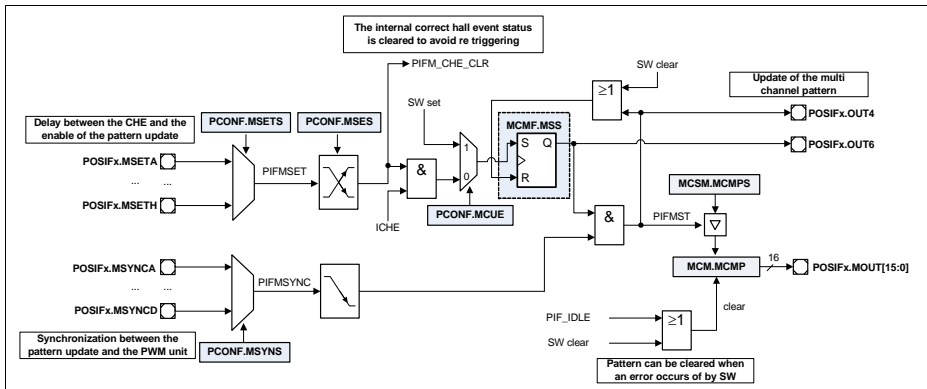 The internal correct hall event status
is cleared to avoid re triggering
PIFM_CHE_CLR
SW clear
Update of the multi
channel pattern
SW set
≥1
POSIFx.OUT4
Delay between the CHE and the
enable of the pattern update
PCONF.MSETS
PCONF.MSES
MCMF.MSS
POSIFx.OUT6
POSIFx.MSETA
... ...
POSIFx.MSETH
PIFMSET
&
1
0
S Q
R
ICHE
PCONF.MCUE
MCSM.MCMPS
&
PIFMST
∇
POSIFx.MSYNCA
... ...
POSIFx.MSYNCD
PIFMSYNC
MCM.MCMP
16
POSIFx.MOUT[15:0]
clear
PIF_IDLE
SW clear
≥1
Synchronization between the
pattern update and the PWM unit
PCONF.MSYNS
Pattern can be cleared when
an error occurs of by SW